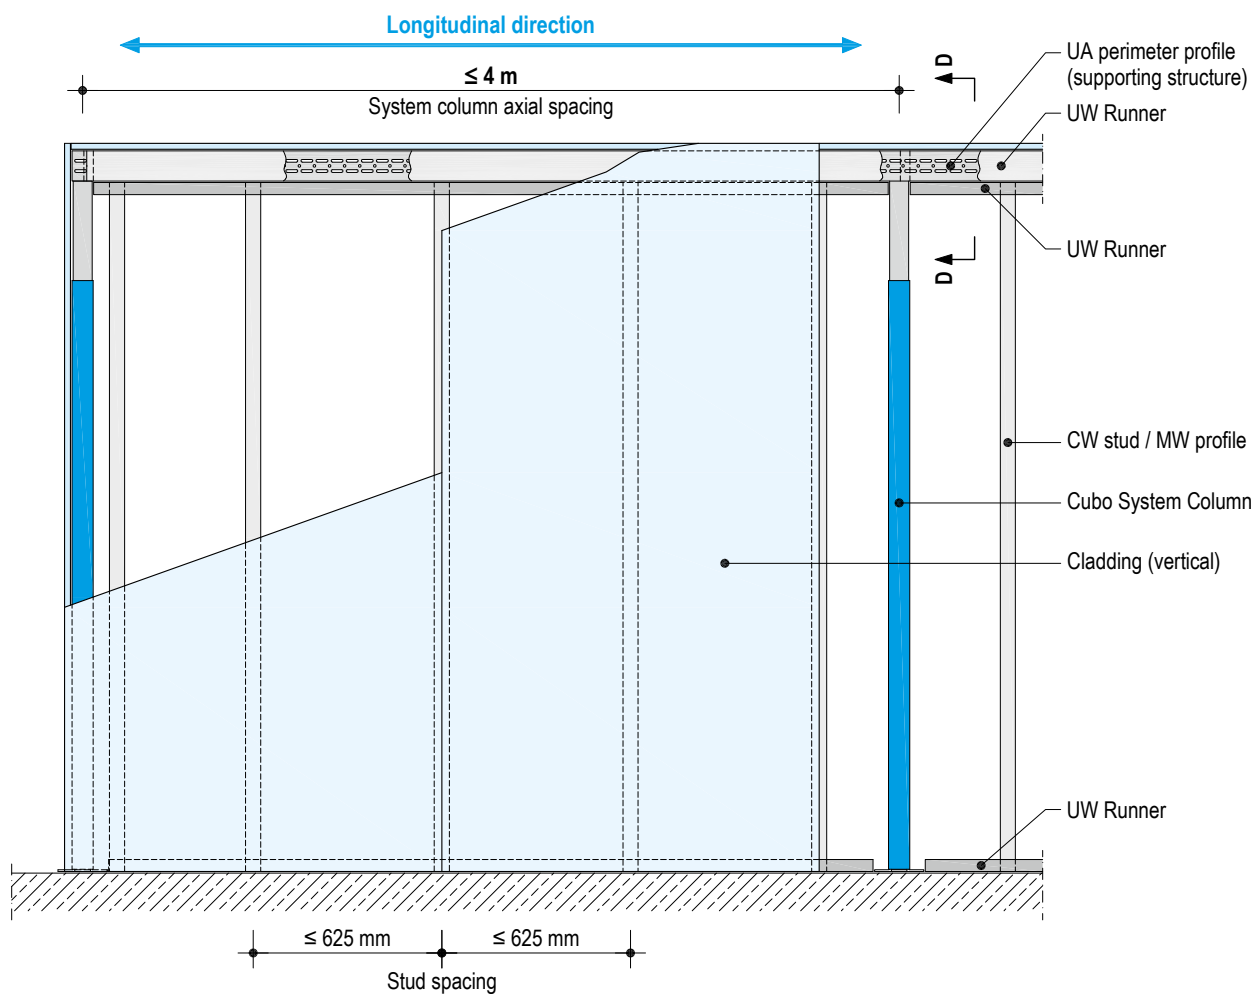 Longitudinal direction
≤ 4 m
System column axial spacing
D
UA perimeter profile
(supporting structure)
UW Runner
UW Runner
D
CW stud / MW profile
Cubo System Column
Cladding (vertical)
UW Runner
≤ 625 mm
≤ 625 mm
Stud spacing